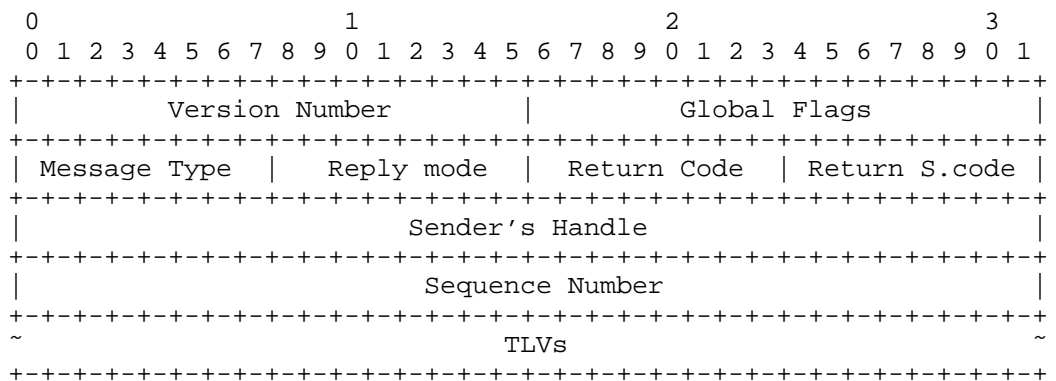 0                   1                   2                   3
 0 1 2 3 4 5 6 7 8 9 0 1 2 3 4 5 6 7 8 9 0 1 2 3 4 5 6 7 8 9 0 1
+-+-+-+-+-+-+-+-+-+-+-+-+-+-+-+-+-+-+-+-+-+-+-+-+-+-+-+-+-+-+-+-+
|         Version Number        |         Global Flags          |
+-+-+-+-+-+-+-+-+-+-+-+-+-+-+-+-+-+-+-+-+-+-+-+-+-+-+-+-+-+-+-+-+
| Message Type  |   Reply mode  |  Return Code  | Return S.code |
+-+-+-+-+-+-+-+-+-+-+-+-+-+-+-+-+-+-+-+-+-+-+-+-+-+-+-+-+-+-+-+-+
|                        Sender's Handle                        |
+-+-+-+-+-+-+-+-+-+-+-+-+-+-+-+-+-+-+-+-+-+-+-+-+-+-+-+-+-+-+-+-+
|                         Sequence Number                       |
+-+-+-+-+-+-+-+-+-+-+-+-+-+-+-+-+-+-+-+-+-+-+-+-+-+-+-+-+-+-+-+-+
~                              TLVs                             ~
+-+-+-+-+-+-+-+-+-+-+-+-+-+-+-+-+-+-+-+-+-+-+-+-+-+-+-+-+-+-+-+-+